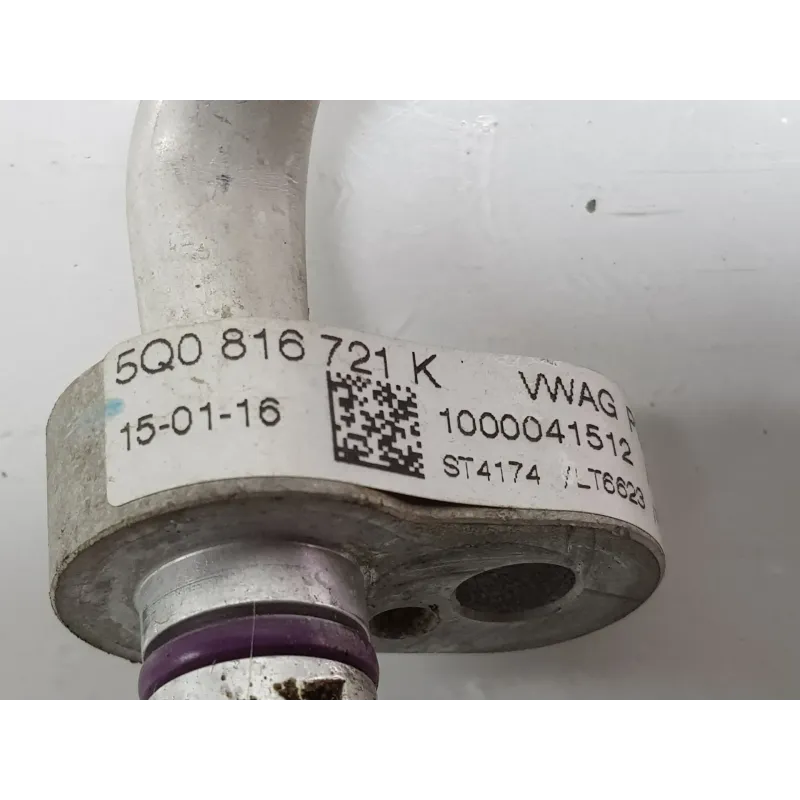 5Q0 816 721 K VWAG
15-01-16 1000041512
ST4174 /LT6623